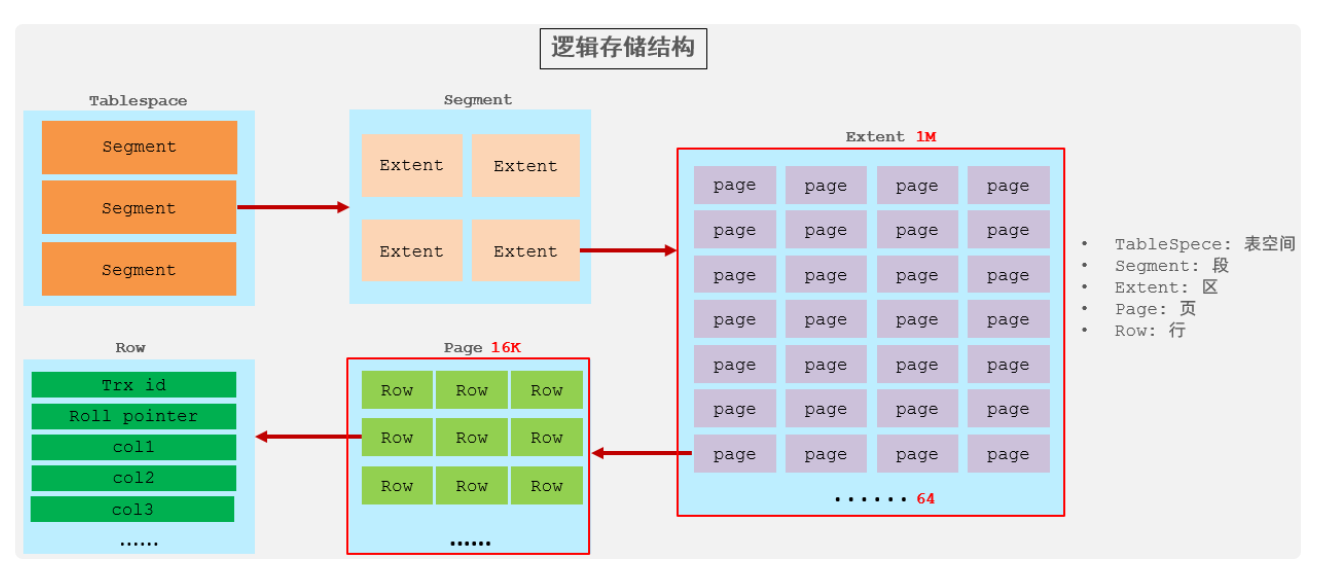 逻辑存储结构
Tablespace
Segment
Segment
Segment
Segment
Extent Extent
Extent Extent
Extent 1M
page page page page
page page page page
page page page page
page page page page
page page page page
page page page page
page page page page
······ 64
• TableSpece: 表空间
• Segment: 段
• Extent: 区
• Page: 页
• Row: 行
Row
Trx id
Roll pointer
col1
col2
col3
······
Page 16K
Row Row Row
Row Row Row
Row Row Row
······